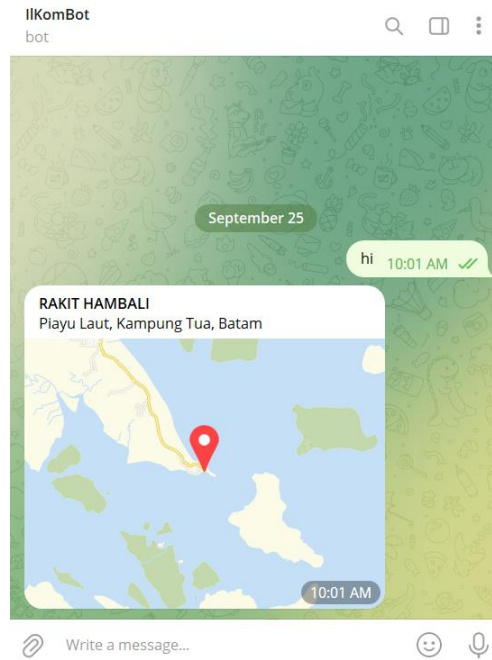 IlKomBot
bot
September 25
hi 10:01 AM
RAKIT HAMBALI
Piayu Laut, Kampung Tua, Batam
10:01 AM
Write a message...